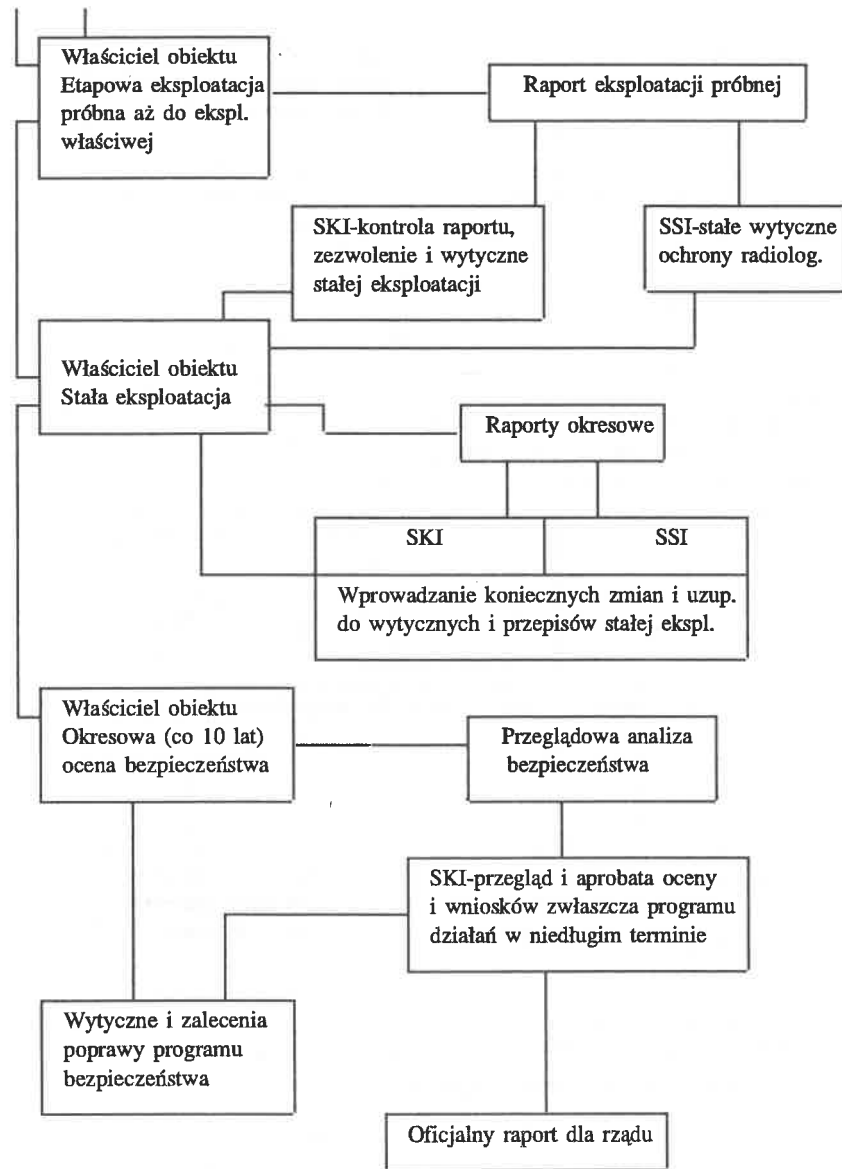 Właściciel obiektu
Etapowa eksploatacja
próbna aż do ekspl.
właściwej
Raport eksploatacji próbnej
SKI-kontrola raportu,
zezwolenie i wytyczne
stałej eksploatacji
SSI-stałe wytyczne
ochrony radiolog.
Właściciel obiektu
Stała eksploatacja
Raporty okresowe
SKI
SSI
Wprowadzanie koniecznych zmian i uzup.
do wytycznych i przepisów stałej ekspl.
Właściciel obiektu
Okresowa (co 10 lat)
ocena bezpieczeństwa
Przeglądowa analiza
bezpieczeństwa
SKI-przegląd i aprobata oceny
i wniosków zwłaszcza programu
działań w niedługim terminie
Wytyczne i zalecenia
poprawy programu
bezpieczeństwa
Oficjalny raport dla rządu